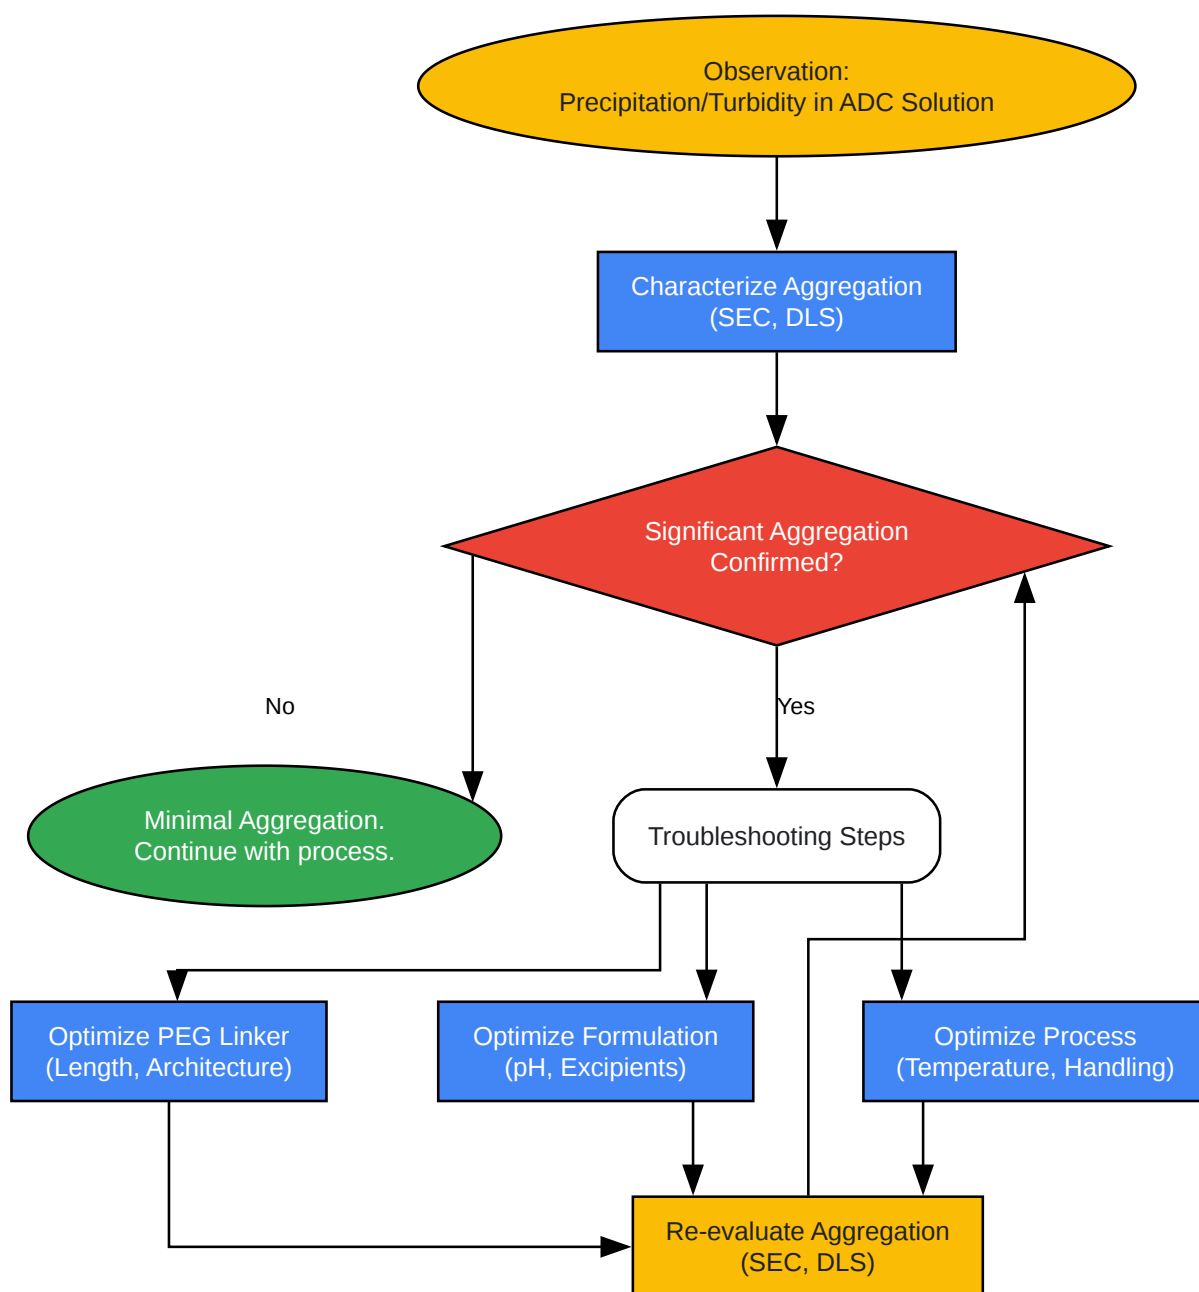 Observation:
Precipitation/Turbidity in ADC Solution
Characterize Aggregation
(SEC, DLS)
Significant Aggregation
Confirmed?
No
Yes
Minimal Aggregation.
Continue with process.
Troubleshooting Steps
Optimize PEG Linker
(Length, Architecture)
Optimize Formulation
(pH, Excipients)
Optimize Process
(Temperature, Handling)
Re-evaluate Aggregation
(SEC, DLS)